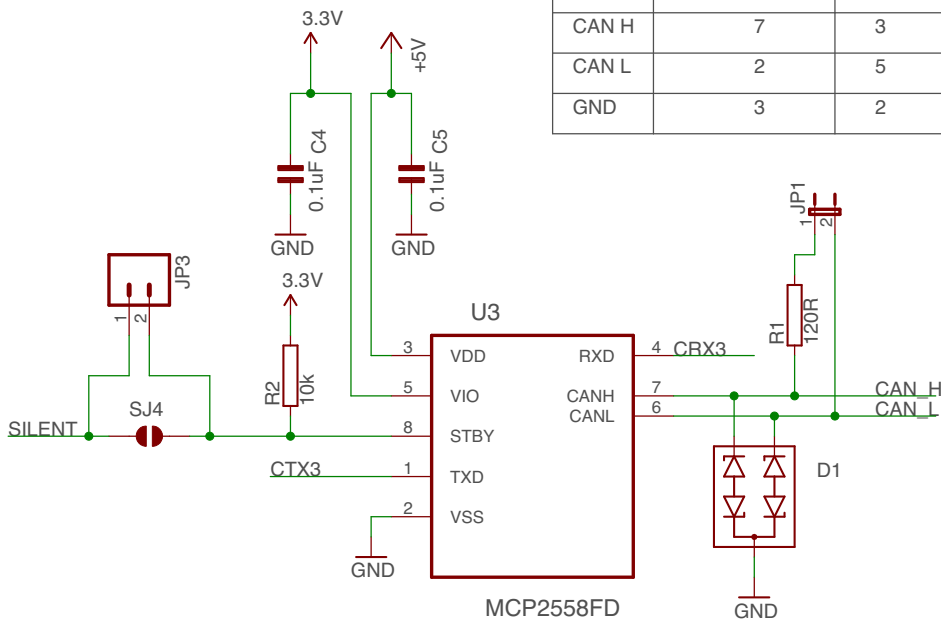 3.3V
+5V
CAN H 7 3
CAN L 2 5
GND 3 2
0.1uF C4
0.1uF C5
GND
GND
JP1
1
2
JP3
1
2
3.3V
R2
10k
U3
R1
120R
3 VDD
RXD 4 CRX3
5 VIO
CANH 7 CAN_H
CANL 6 CAN_L
SILENT
SJ4
8 STBY
CTX3
1 TXD
2 VSS
D1
GND
GND
MCP2558FD